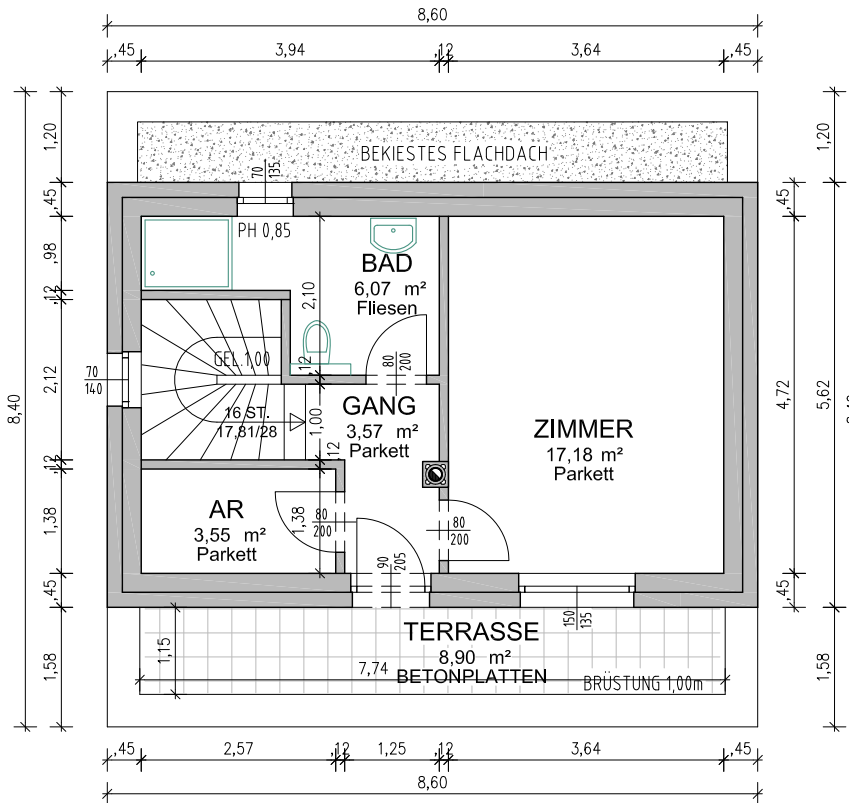 8,60
,45
3,94
,12
3,64
,45
1,20
1,20
BEKIESTES FLACHDACH
70
135
,45
,45
PH 0,85
,98
BAD
6,07 m²
Fliesen
2,10
,12
2,12
GEL.1,00
,12
80
200
70
140
8,40
4,72
5,62
16 ST.
17,81/28
1,00
GANG
3,57 m²
Parkett
ZIMMER
17,18 m²
Parkett
,12
,12
AR
3,55 m²
Parkett
1,38
1,38
80
200
80
200
90
205
,45
,45
150
135
TERRASSE
8,90 m²
7,74
BETONPLATTEN
BRÜSTUNG 1,00m
1,15
1,58
1,58
,45
2,57
,12
1,25
,12
3,64
,45
8,60